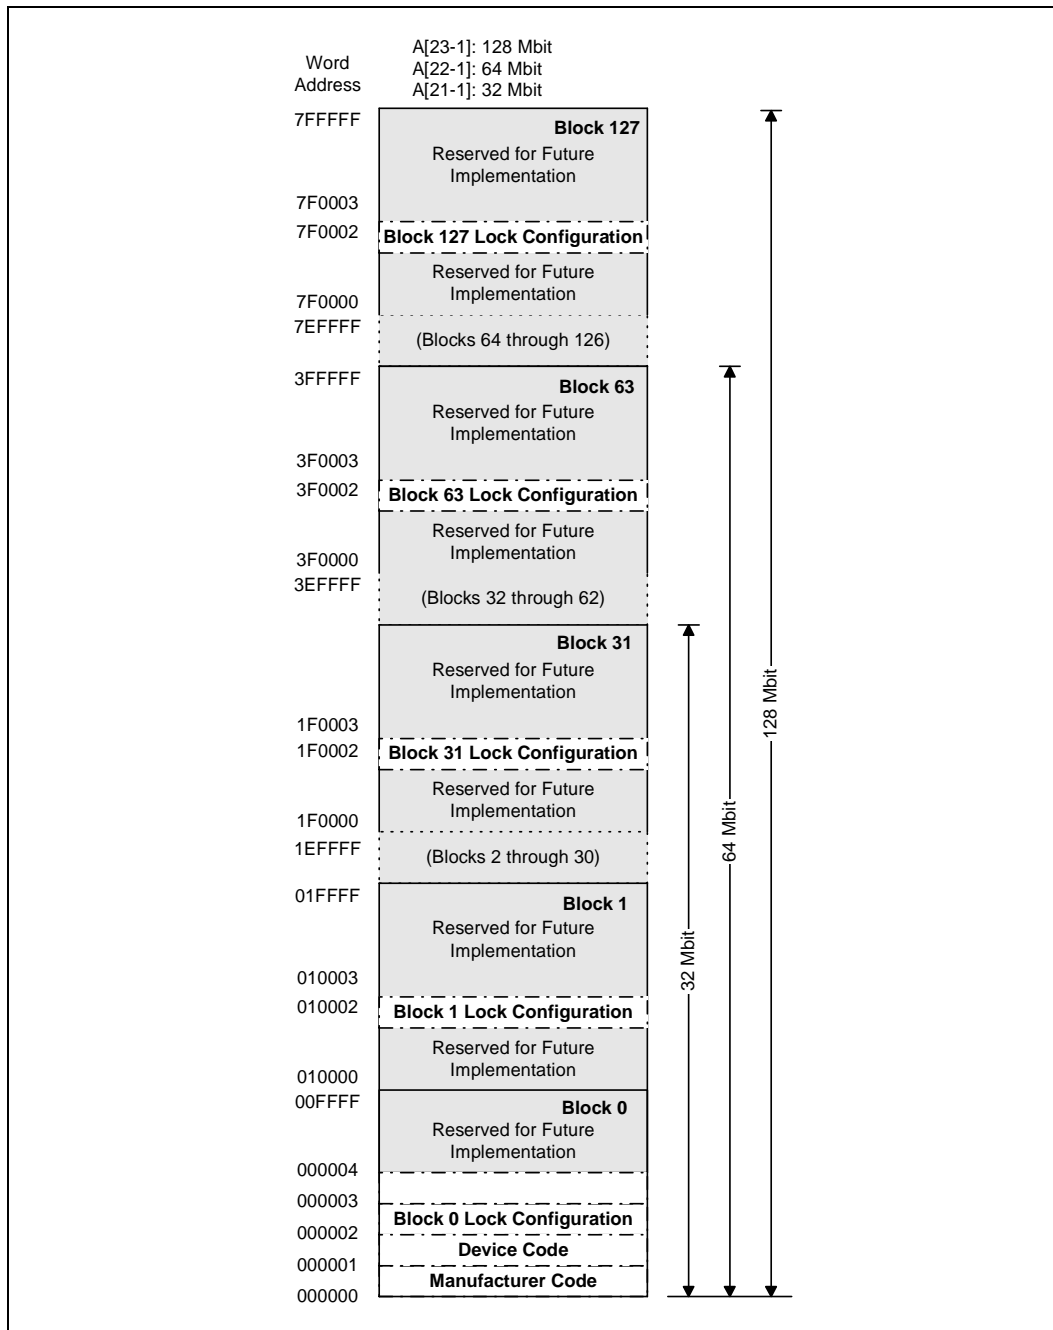 Word
Address
A[23-1]: 128 Mbit
A[22-1]: 64 Mbit
A[21-1]: 32 Mbit
7FFFFF
Block 127
Reserved for Future
Implementation
7F0003
7F0002
Block 127 Lock Configuration
Reserved for Future
Implementation
7F0000
7EFFFF
(Blocks 64 through 126)
3FFFFF
Block 63
Reserved for Future
Implementation
3F0003
3F0002
Block 63 Lock Configuration
Reserved for Future
Implementation
3F0000
3EFFFF
(Blocks 32 through 62)
Block 31
Reserved for Future
Implementation
1F0003
1F0002
Block 31 Lock Configuration
Reserved for Future
Implementation
1F0000
1EFFFF
(Blocks 2 through 30)
01FFFF
Block 1
Reserved for Future
Implementation
010003
010002
Block 1 Lock Configuration
Reserved for Future
Implementation
010000
00FFFF
Block 0
Reserved for Future
Implementation
000004
000003
Block 0 Lock Configuration
000002
Device Code
000001
Manufacturer Code
000000
32 Mbit
64 Mbit
128 Mbit